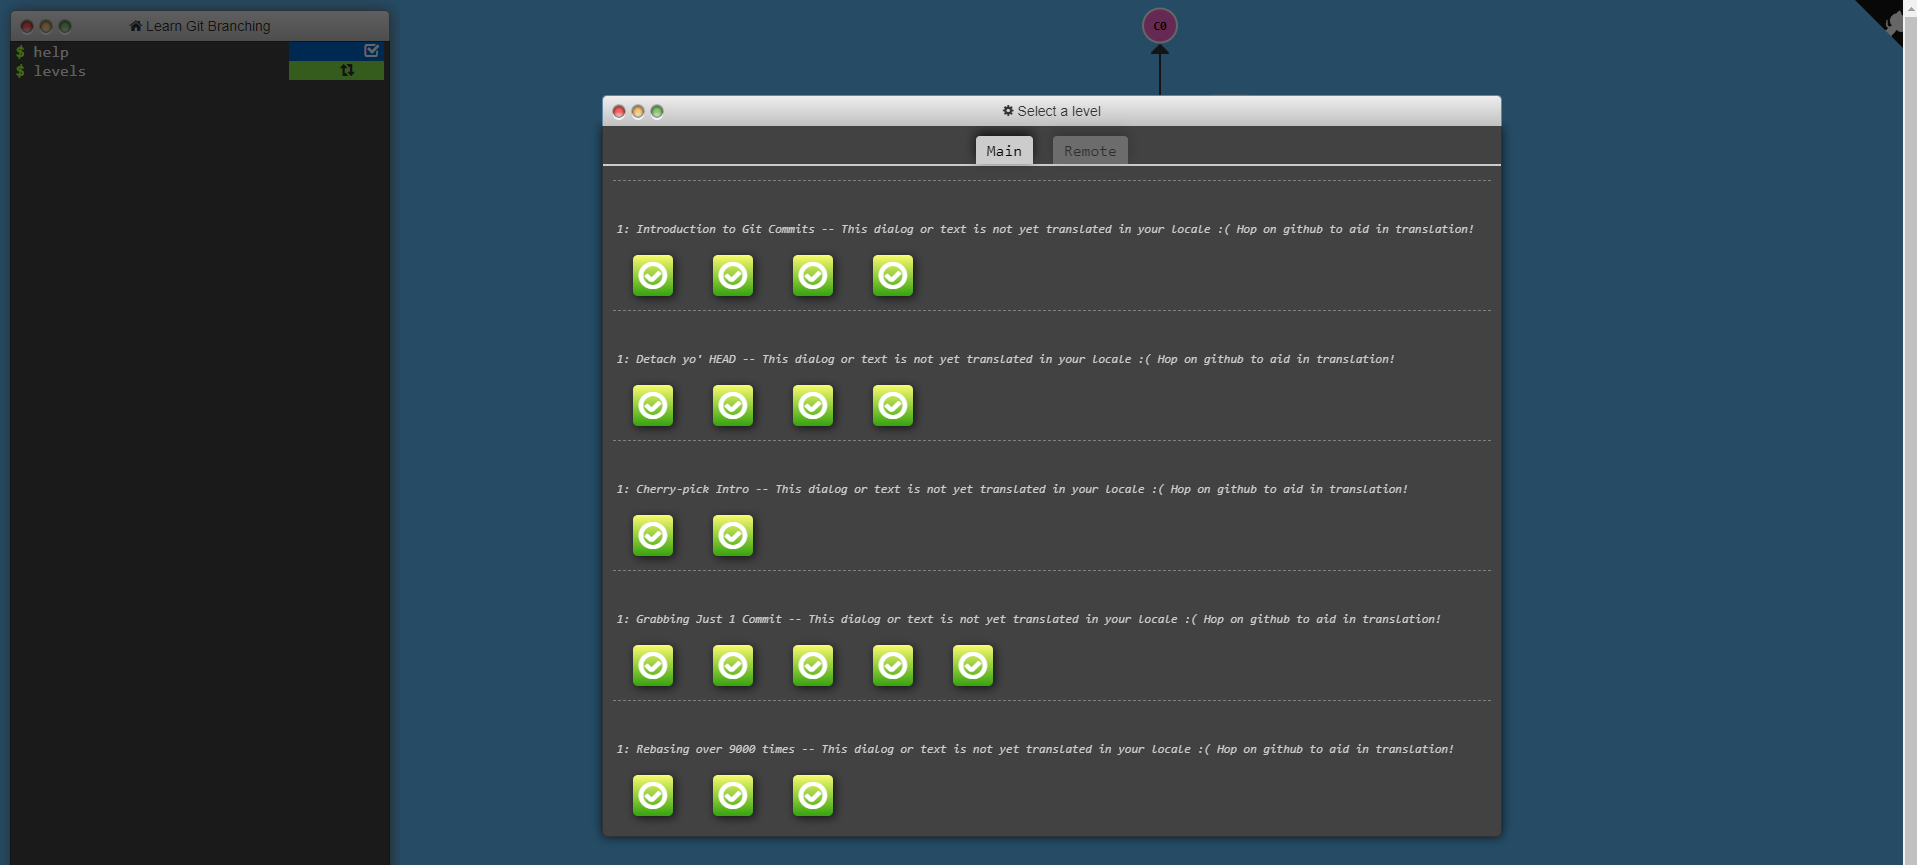 Learn Git Branching
$ help
$ levels
C0
Select a level
Main Remote
1: Introduction to Git Commits -- This dialog or text is not yet translated in your locale :( Hop on github to aid in translation!
1: Detach yo' HEAD -- This dialog or text is not yet translated in your locale :( Hop on github to aid in translation!
1: Cherry-pick Intro -- This dialog or text is not yet translated in your locale :( Hop on github to aid in translation!
1: Grabbing Just 1 Commit -- This dialog or text is not yet translated in your locale :( Hop on github to aid in translation!
1: Rebasing over 9000 times -- This dialog or text is not yet translated in your locale :( Hop on github to aid in translation!